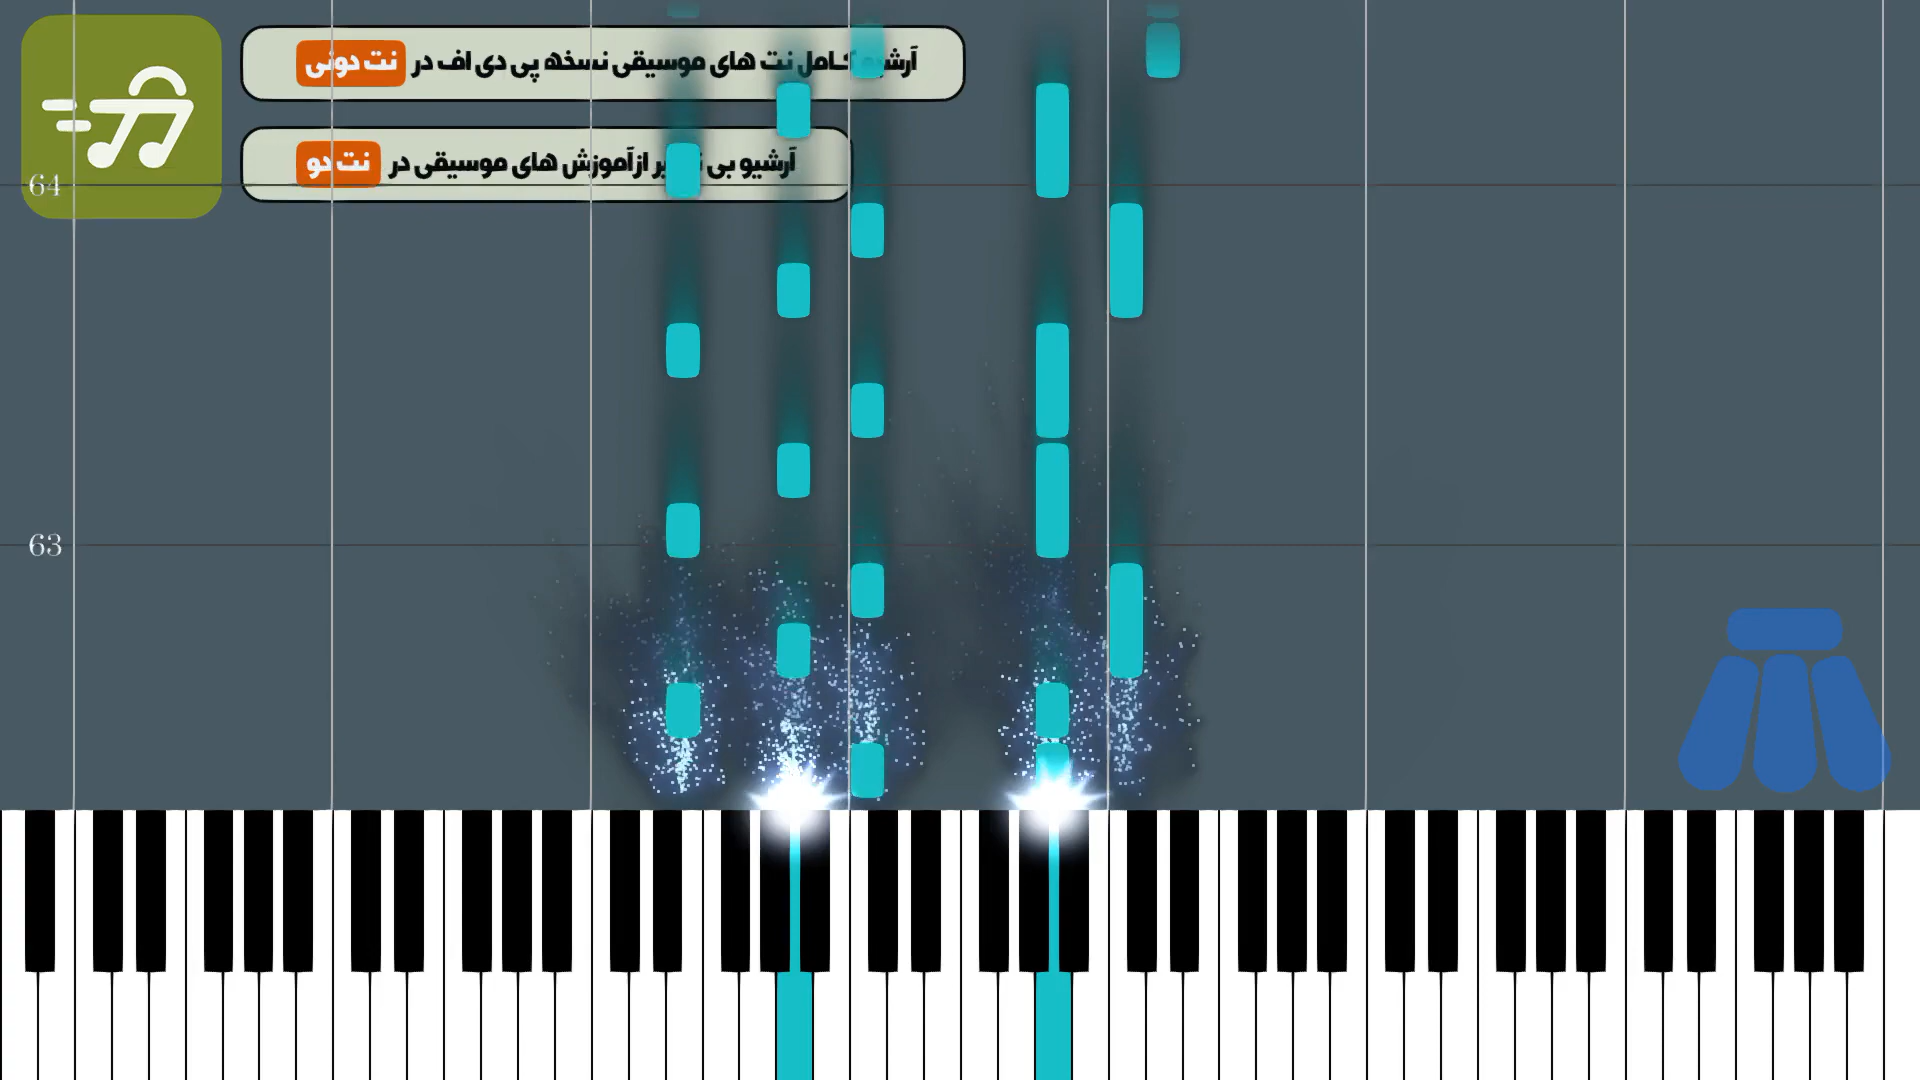 آرشیو کامل نت های موسیقی نسخه پی دی اف در نت دونی
آرشیو بی نظیر از آموزش های موسیقی در نت دو
64
63